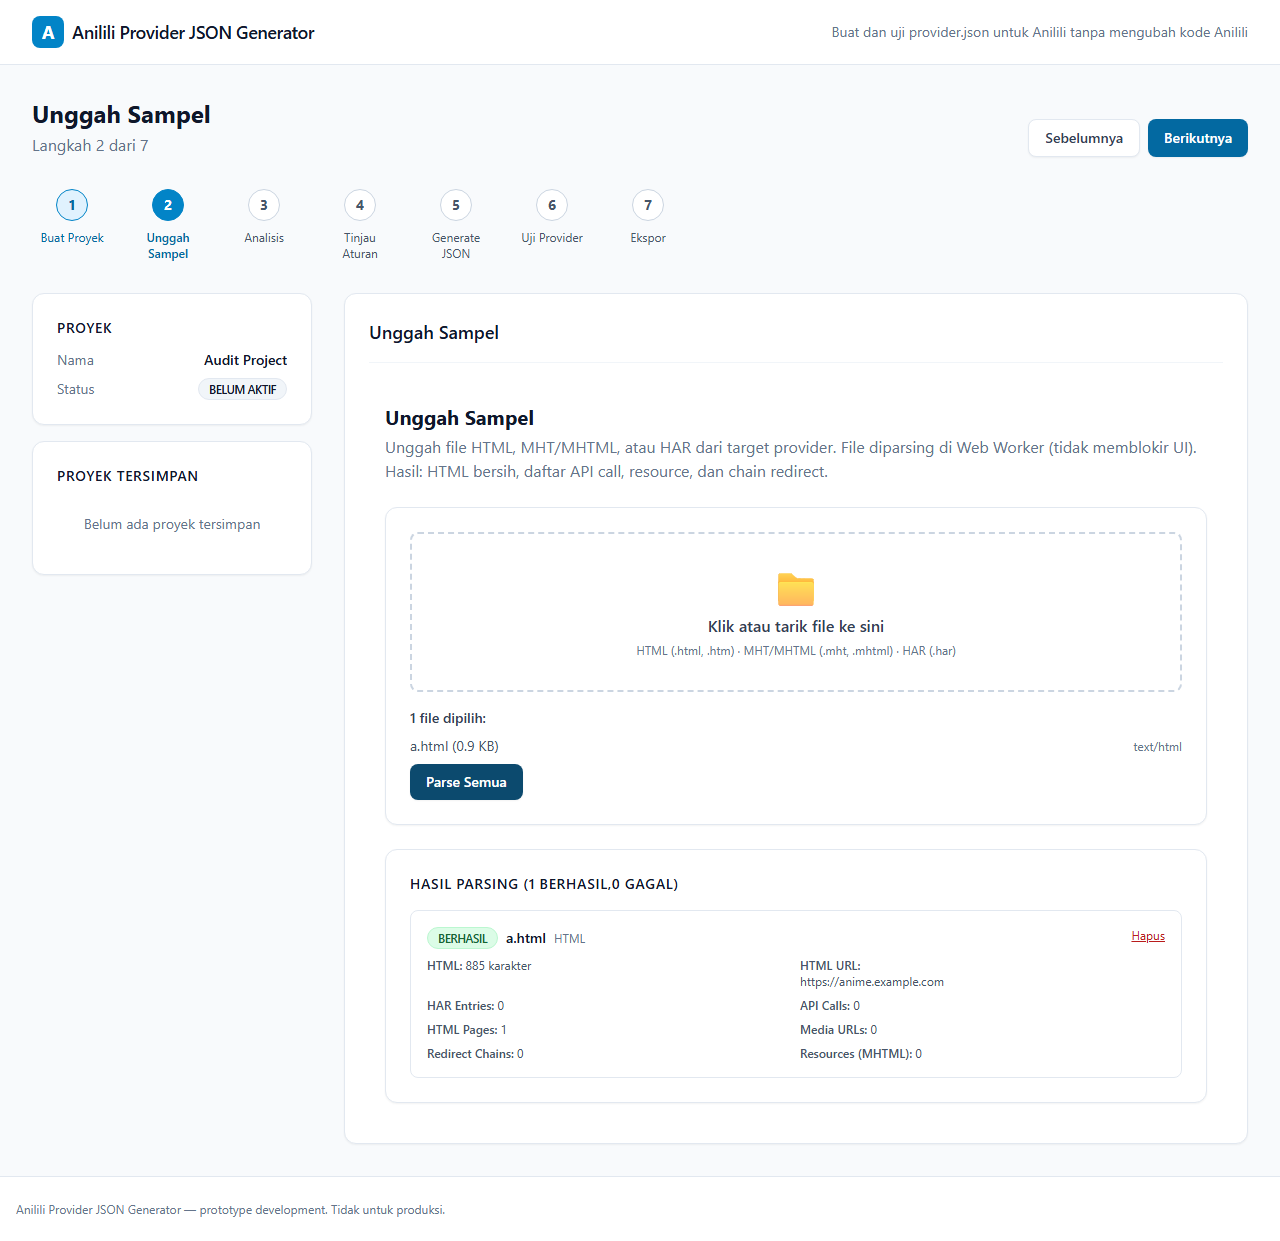 A Anilili Provider JSON Generator
Buat dan uji provider.json untuk Anilili tanpa mengubah kode Anilili
Unggah Sampel
Langkah 2 dari 7
Sebelumnya
Berikutnya
1
Buat Proyek
2
Unggah
Sampel
3
Analisis
4
Tinjau
Aturan
5
Generate
JSON
6
Uji Provider
7
Ekspor
PROYEK
Nama Audit Project
Status BELUM AKTIF
PROYEK TERSIMPAN
Belum ada proyek tersimpan
Unggah Sampel
Unggah Sampel
Unggah file HTML, MHT/MHTML, atau HAR dari target provider. File diparsing di Web Worker (tidak memblokir UI).
Hasil: HTML bersih, daftar API call, resource, dan chain redirect.
Klik atau tarik file ke sini
HTML (.html, .htm) · MHT/MHTML (.mht, .mhtml) · HAR (.har)
1 file dipilih:
a.html (0.9 KB) text/html
Parse Semua
HASIL PARSING (1 BERHASIL,0 GAGAL)
BERHASIL a.html HTML Hapus
HTML: 885 karakter
HTML URL:
https://anime.example.com
HAR Entries: 0
API Calls: 0
HTML Pages: 1
Media URLs: 0
Redirect Chains: 0
Resources (MHTML): 0
Anilili Provider JSON Generator — prototype development. Tidak untuk produksi.